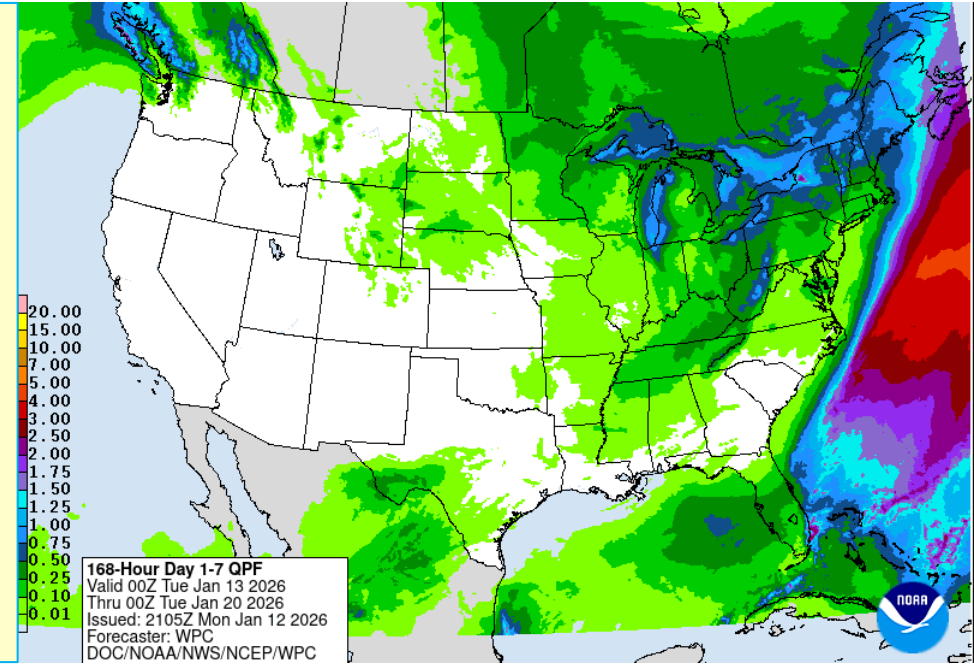 20.00
15.00
10.00
7.00
5.00
4.00
3.00
2.50
2.00
1.75
1.50
1.25
1.00
0.75
0.50
0.25
0.10
0.01
168-Hour Day 1-7 QPF
Valid 00Z Tue Jan 13 2026
Thru 00Z Tue Jan 20 2026
Issued: 2105Z Mon Jan 12 2026
Forecaster: WPC
DOC/NOAA/NWS/NCEP/WPC
NOAA